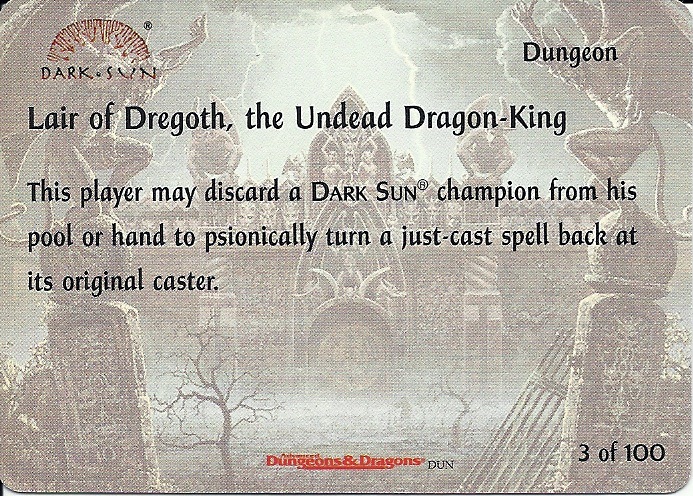 ®
DARK•SUN
Dungeon
Lair of Dregoth, the Undead Dragon-King
This player may discard a DARK SUN® champion from his
pool or hand to psionically turn a just-cast spell back at
its original caster.
Dungeons&Dragons® DUN
3 of 100